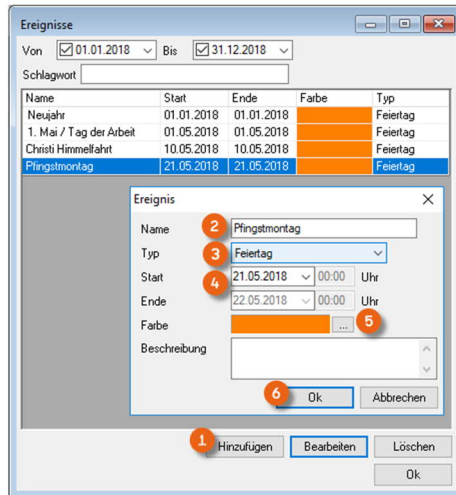 Ereignisse
Von 01.01.2018 Bis 31.12.2018
Schlagwort
Name Start Ende Farbe Typ
Neujahr 01.01.2018 01.01.2018 Feiertag
1. Mai / Tag der Arbeit 01.05.2018 01.05.2018 Feiertag
Christi Himmelfahrt 10.05.2018 10.05.2018 Feiertag
Pfingstmontag 21.05.2018 21.05.2018 Feiertag
Ereignis
Name 2 Pfingstmontag
Typ 3 Feiertag
Start 4 21.05.2018 00:00 Uhr
Ende 22.05.2018 00:00 Uhr
Farbe ... 5
Beschreibung
6 Ok Abbrechen
1 Hinzufügen Bearbeiten Löschen
Ok